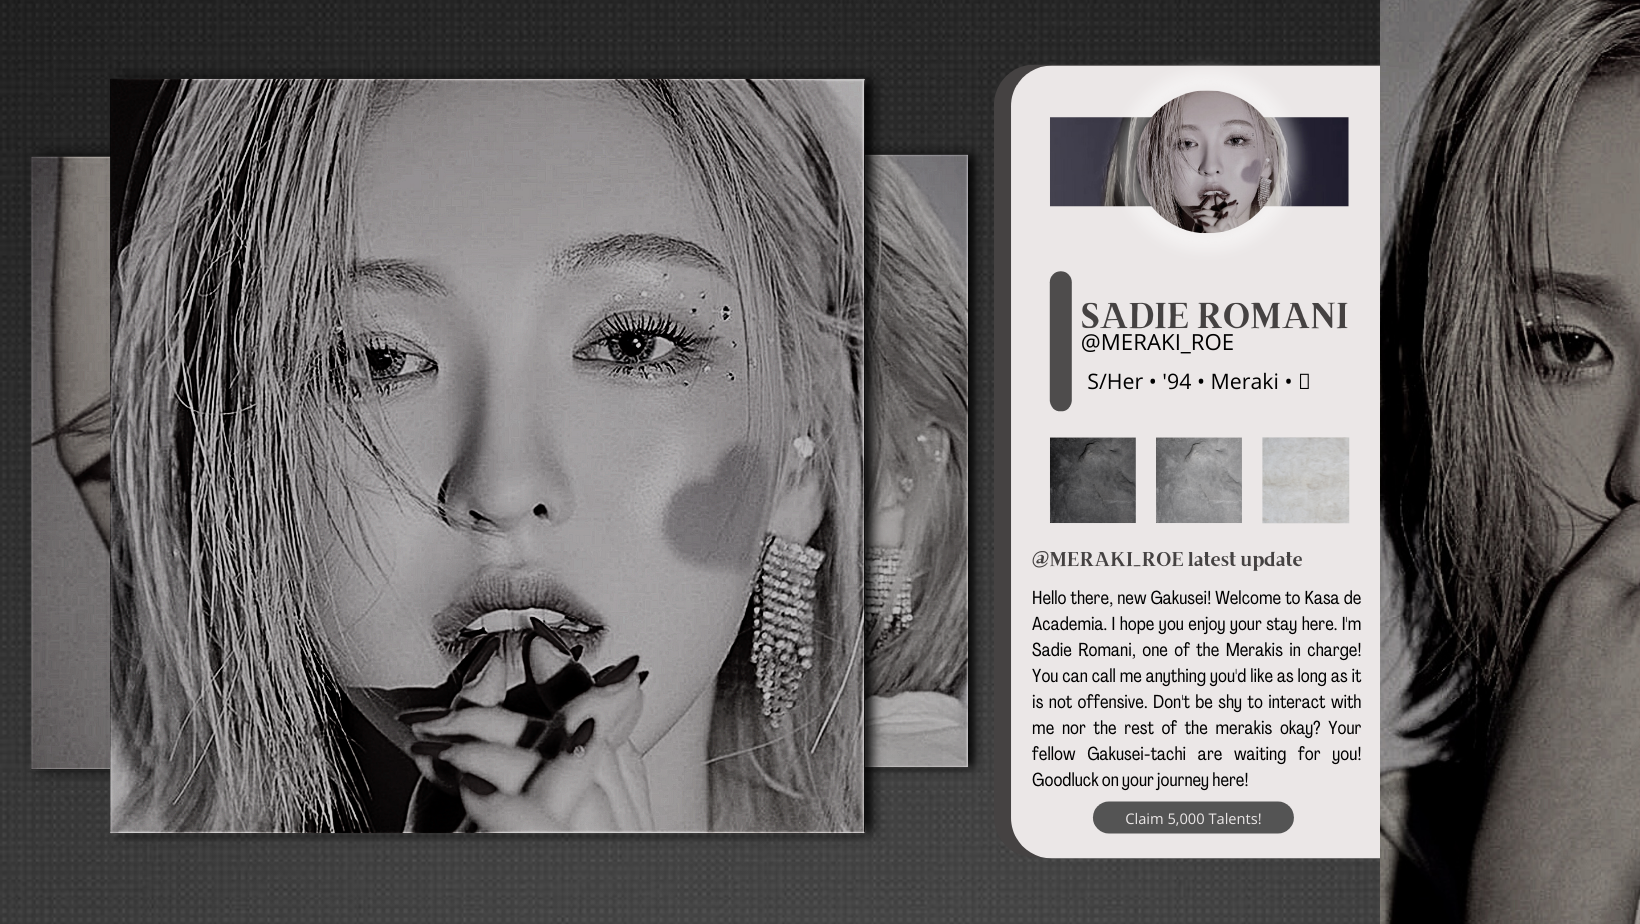 SADIE ROMANI
@MERAKI_ROE
S/Her • '94 • Meraki •
@MERAKI_ROE latest update
Hello there, new Gakusei! Welcome to Kasa de
Academia. I hope you enjoy your stay here. I'm
Sadie Romani, one of the Merakis in charge!
You can call me anything you'd like as long as it
is not offensive. Don't be shy to interact with
me nor the rest of the merakis okay? Your
fellow Gakusei-tachi are waiting for you!
Goodluck on your journey here!
Claim 5,000 Talents!